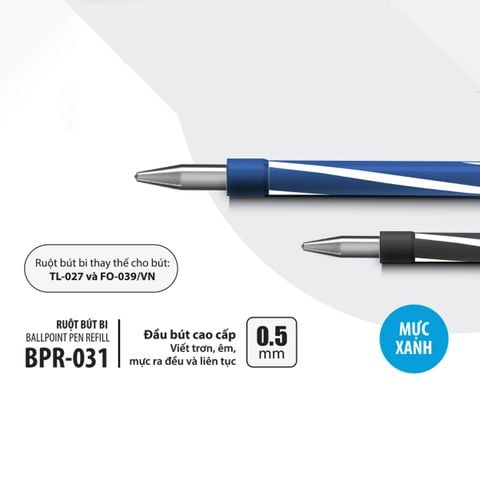 Ruột bút bi thay thế cho bút:
TL-027 và FO-039/VN
RUỘT BÚT BI
BALLPOINT PEN REFILL
BPR-031
Đầu bút cao cấp
Viết trơn, êm,
mực ra đều và liên tục
0.5
mm
MỰC
XANH